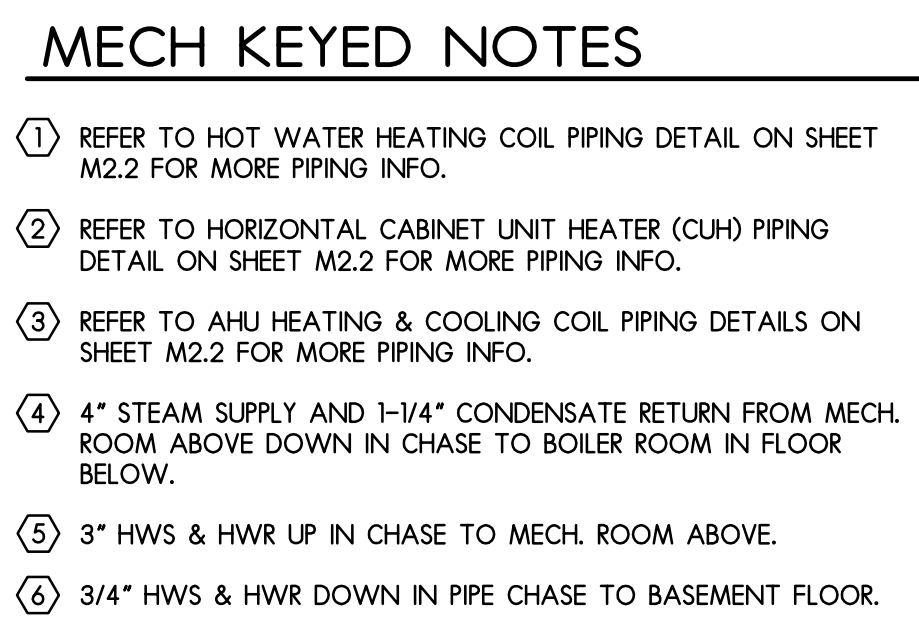 MECH KEYED NOTES
1 REFER TO HOT WATER HEATING COIL PIPING DETAIL ON SHEET
M2.2 FOR MORE PIPING INFO.
2 REFER TO HORIZONTAL CABINET UNIT HEATER (CUH) PIPING
DETAIL ON SHEET M2.2 FOR MORE PIPING INFO.
3 REFER TO AHU HEATING & COOLING COIL PIPING DETAILS ON
SHEET M2.2 FOR MORE PIPING INFO.
4 4" STEAM SUPPLY AND 1-1/4" CONDENSATE RETURN FROM MECH.
ROOM ABOVE DOWN IN CHASE TO BOILER ROOM IN FLOOR
BELOW.
5 3" HWS & HWR UP IN CHASE TO MECH. ROOM ABOVE.
6 3/4" HWS & HWR DOWN IN PIPE CHASE TO BASEMENT FLOOR.